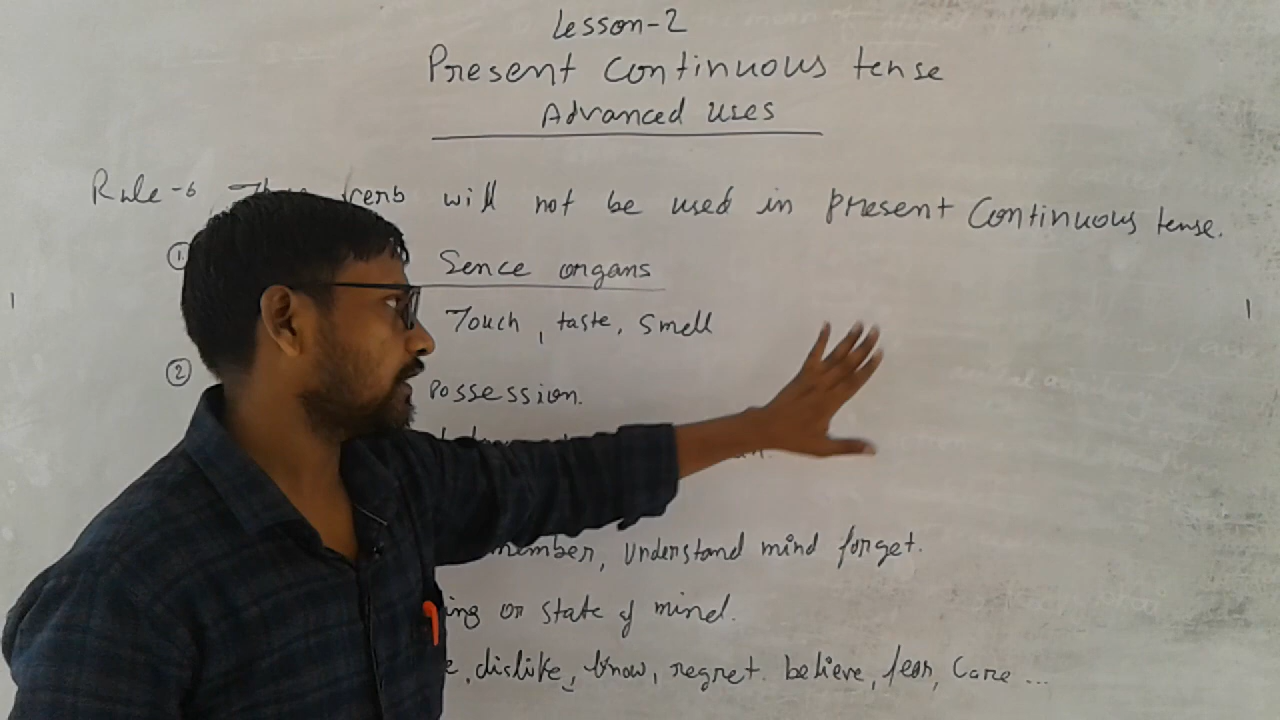 Lesson-2
Present Continuous tense
Advanced Uses
Rule-6 verb will not be used in Present Continuous tense.
① Sence organs
Touch, taste, Smell
② Possession.
understand mind forget.
or state of mind.
dislike, know, regret. believe, fear, Care ...